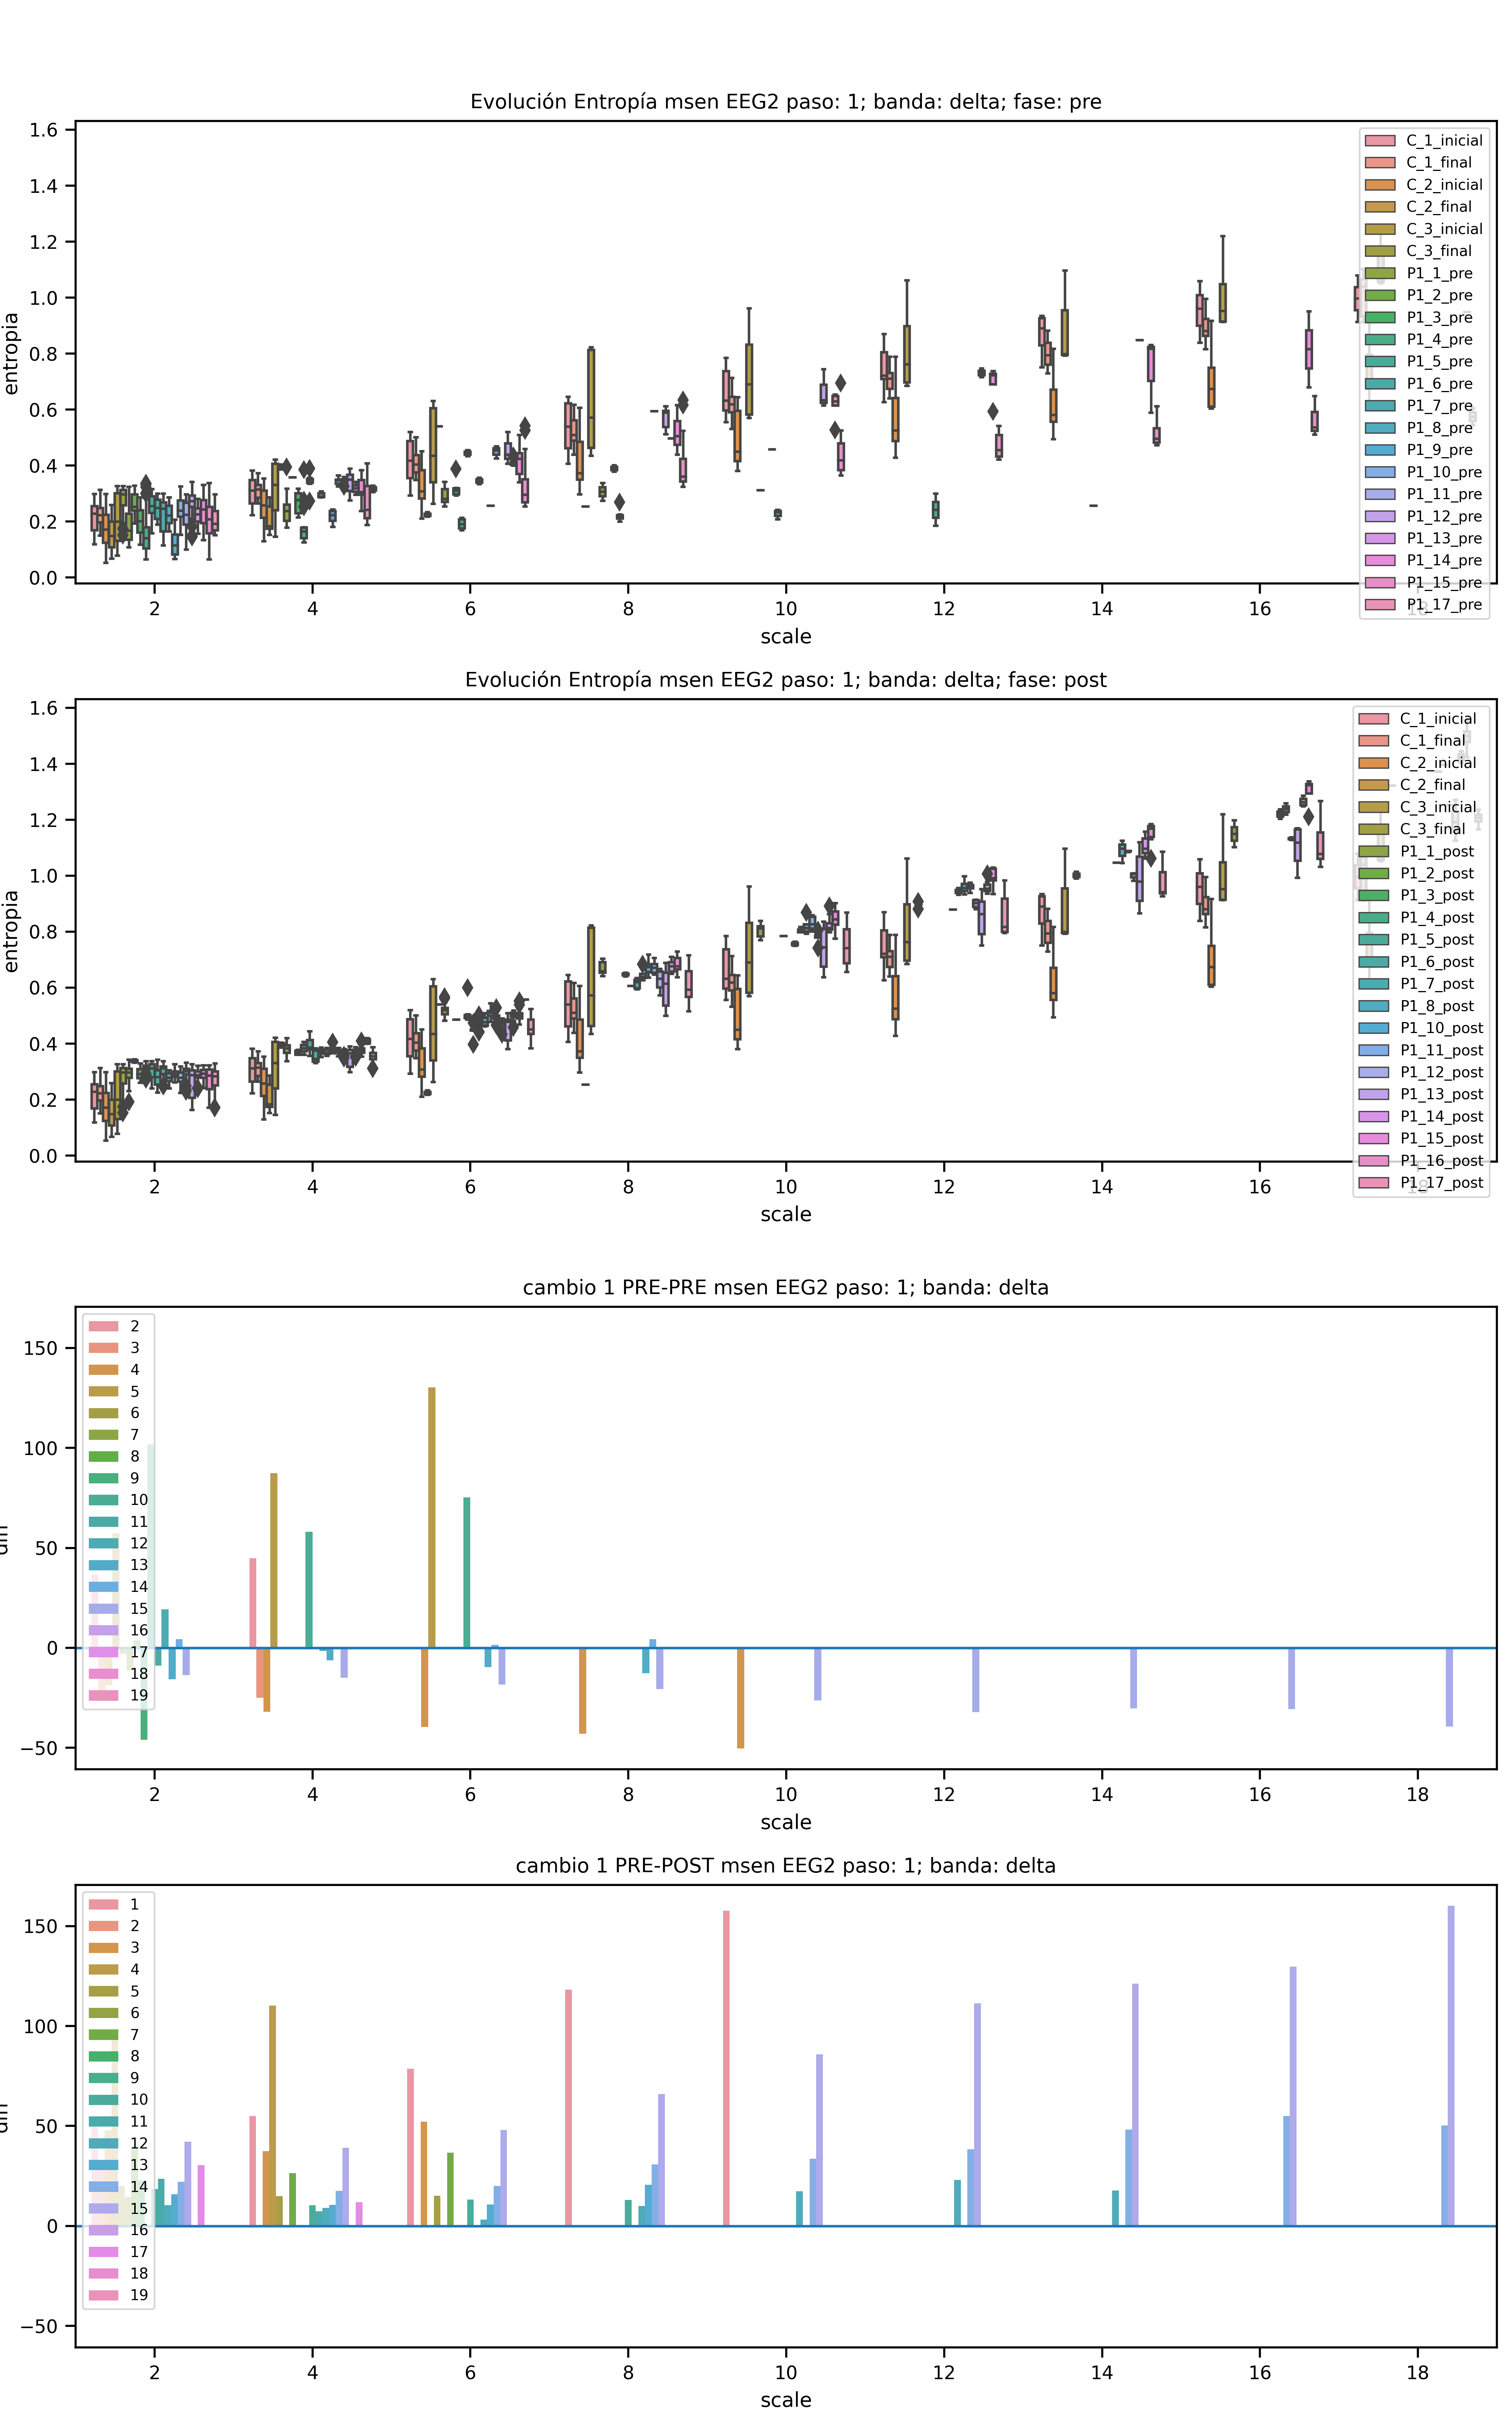 Evolución Entropía msen EEG2 paso: 1; banda: delta; fase: pre
entropia
1.6
1.4
1.2
1.0
0.8
0.6
0.4
0.2
0.0
C_1_inicial
C_1_final
C_2_inicial
C_2_final
C_3_inicial
C_3_final
P1_1_pre
P1_2_pre
P1_3_pre
P1_4_pre
P1_5_pre
P1_6_pre
P1_7_pre
P1_8_pre
P1_9_pre
P1_10_pre
P1_11_pre
P1_12_pre
P1_13_pre
P1_14_pre
P1_15_pre
P1_17_pre
2 4 6 8 10 12 14 16 18
scale
Evolución Entropía msen EEG2 paso: 1; banda: delta; fase: post
entropia
1.6
1.4
1.2
1.0
0.8
0.6
0.4
0.2
0.0
C_1_inicial
C_1_final
C_2_inicial
C_2_final
C_3_inicial
C_3_final
P1_1_post
P1_2_post
P1_3_post
P1_4_post
P1_5_post
P1_6_post
P1_7_post
P1_8_post
P1_10_post
P1_11_post
P1_12_post
P1_13_post
P1_14_post
P1_15_post
P1_16_post
P1_17_post
2 4 6 8 10 12 14 16 18
scale
cambio 1 PRE-PRE msen EEG2 paso: 1; banda: delta
150
100
50
0
−50
2
3
4
5
6
7
8
9
10
11
12
13
14
15
16
17
18
19
2 4 6 8 10 12 14 16 18
scale
cambio 1 PRE-POST msen EEG2 paso: 1; banda: delta
150
100
50
0
−50
1
2
3
4
5
6
7
8
9
10
11
12
13
14
15
16
17
18
19
2 4 6 8 10 12 14 16 18
scale